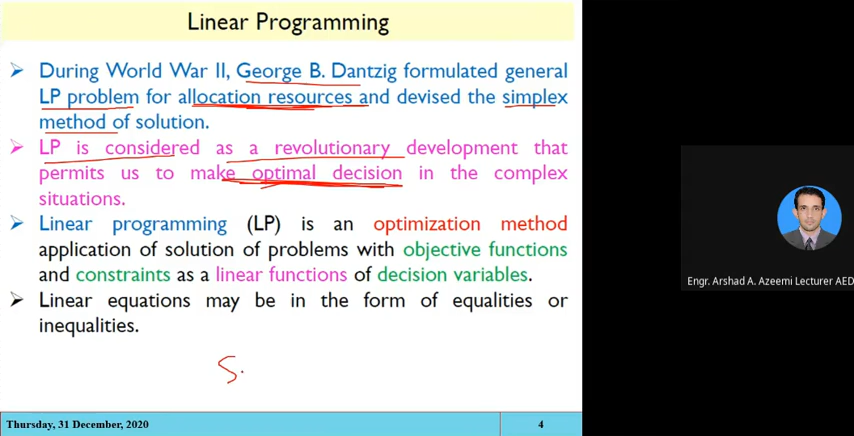 Linear Programming
➤ During World War II, George B. Dantzig formulated general
LP problem for allocation resources and devised the simplex
method of solution.
➤ LP is considered as a revolutionary development that
permits us to make optimal decision in the complex
situations.
➤ Linear programming (LP) is an optimization method
application of solution of problems with objective functions
and constraints as a linear functions of decision variables.
➤ Linear equations may be in the form of equalities or
inequalities.
S.
Thursday, 31 December, 2020
4
Engr. Arshad A. Azeemi Lecturer AED